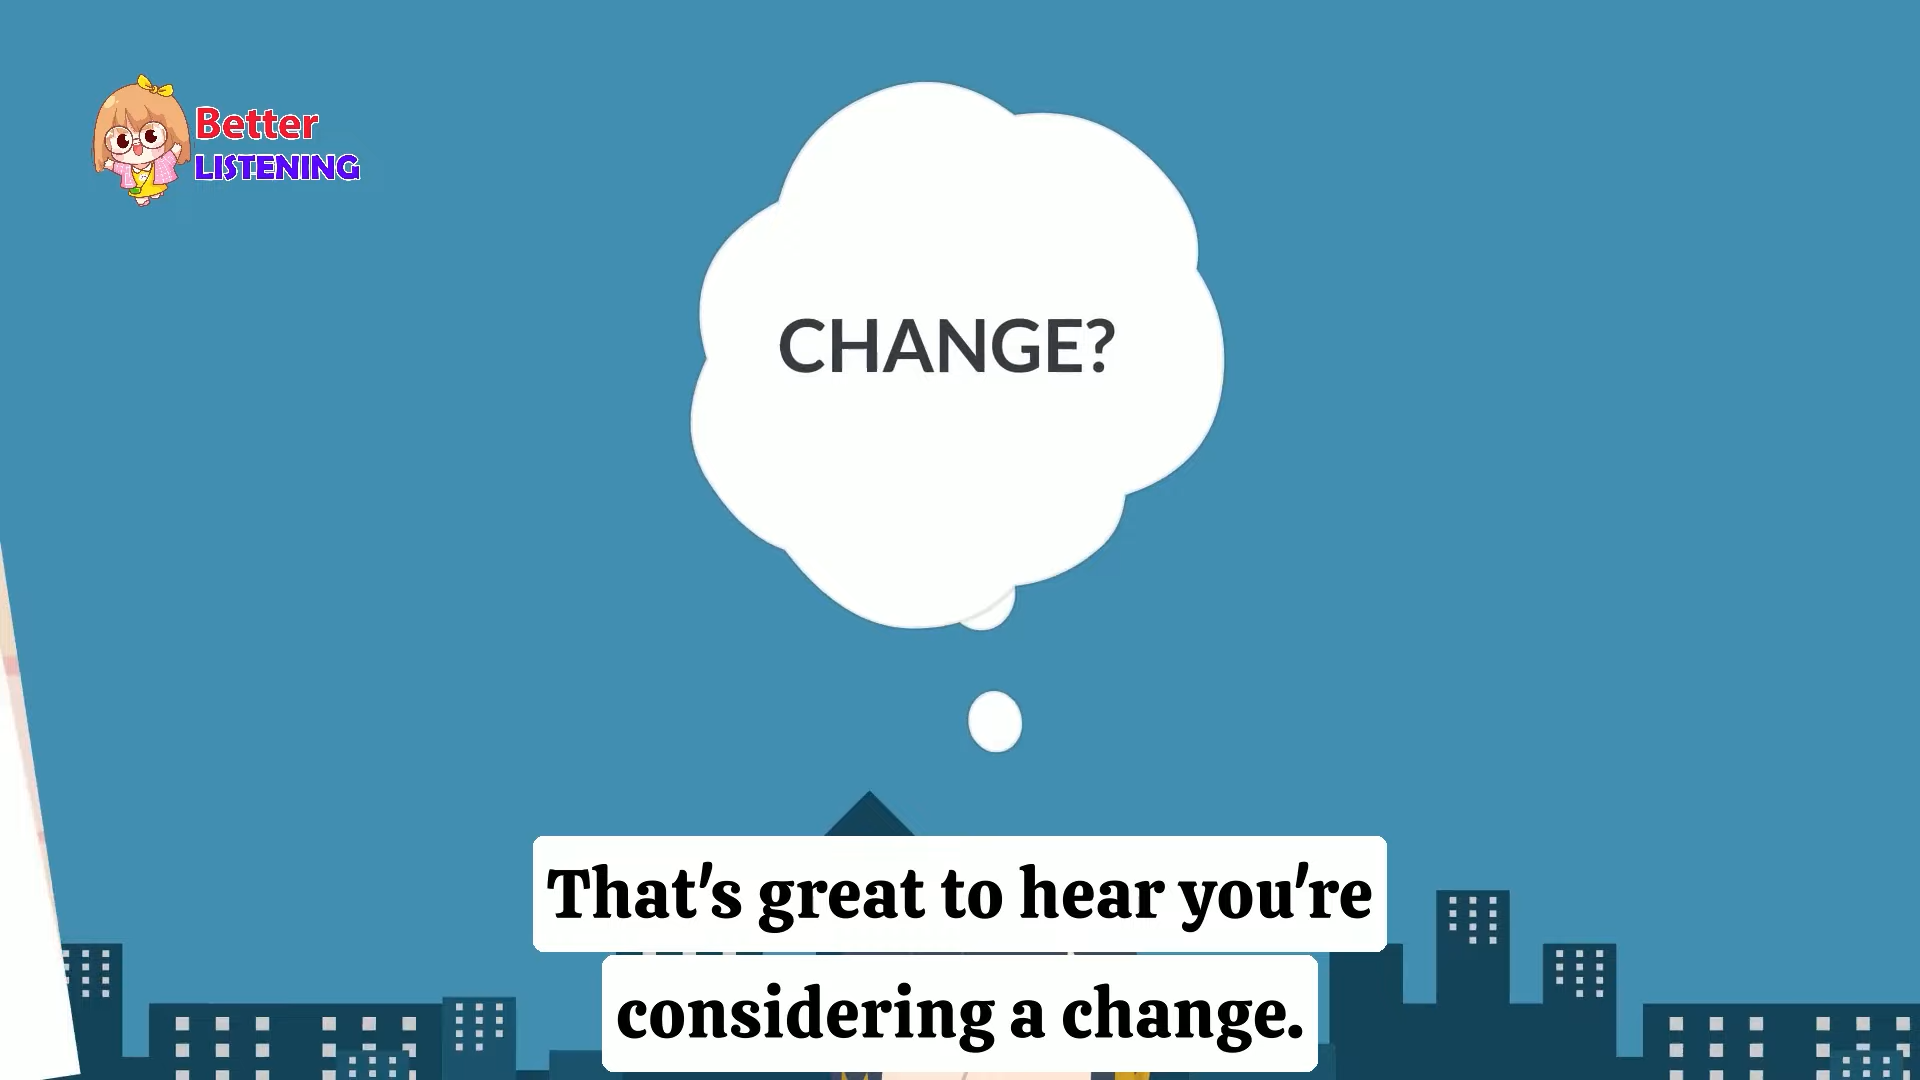 Better
LISTENING
CHANGE?
That's great to hear you're
considering a change.